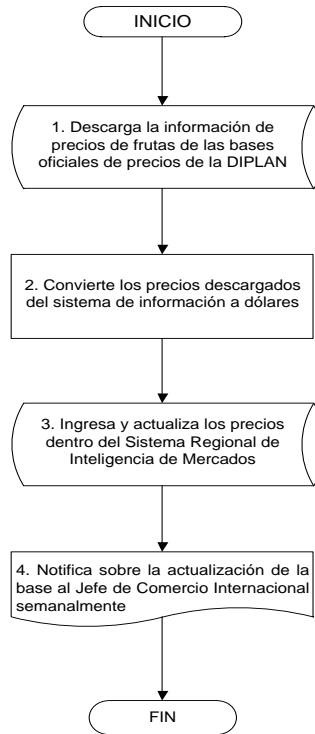 INICIO
1. Descarga la información de
precios de frutas de las bases
oficiales de precios de la DIPLAN
2. Convierte los precios descargados
del sistema de información a dólares
3. Ingresa y actualiza los precios
dentro del Sistema Regional de
Inteligencia de Mercados
4. Notifica sobre la actualización de la
base al Jefe de Comercio Internacional
semanalmente
FIN